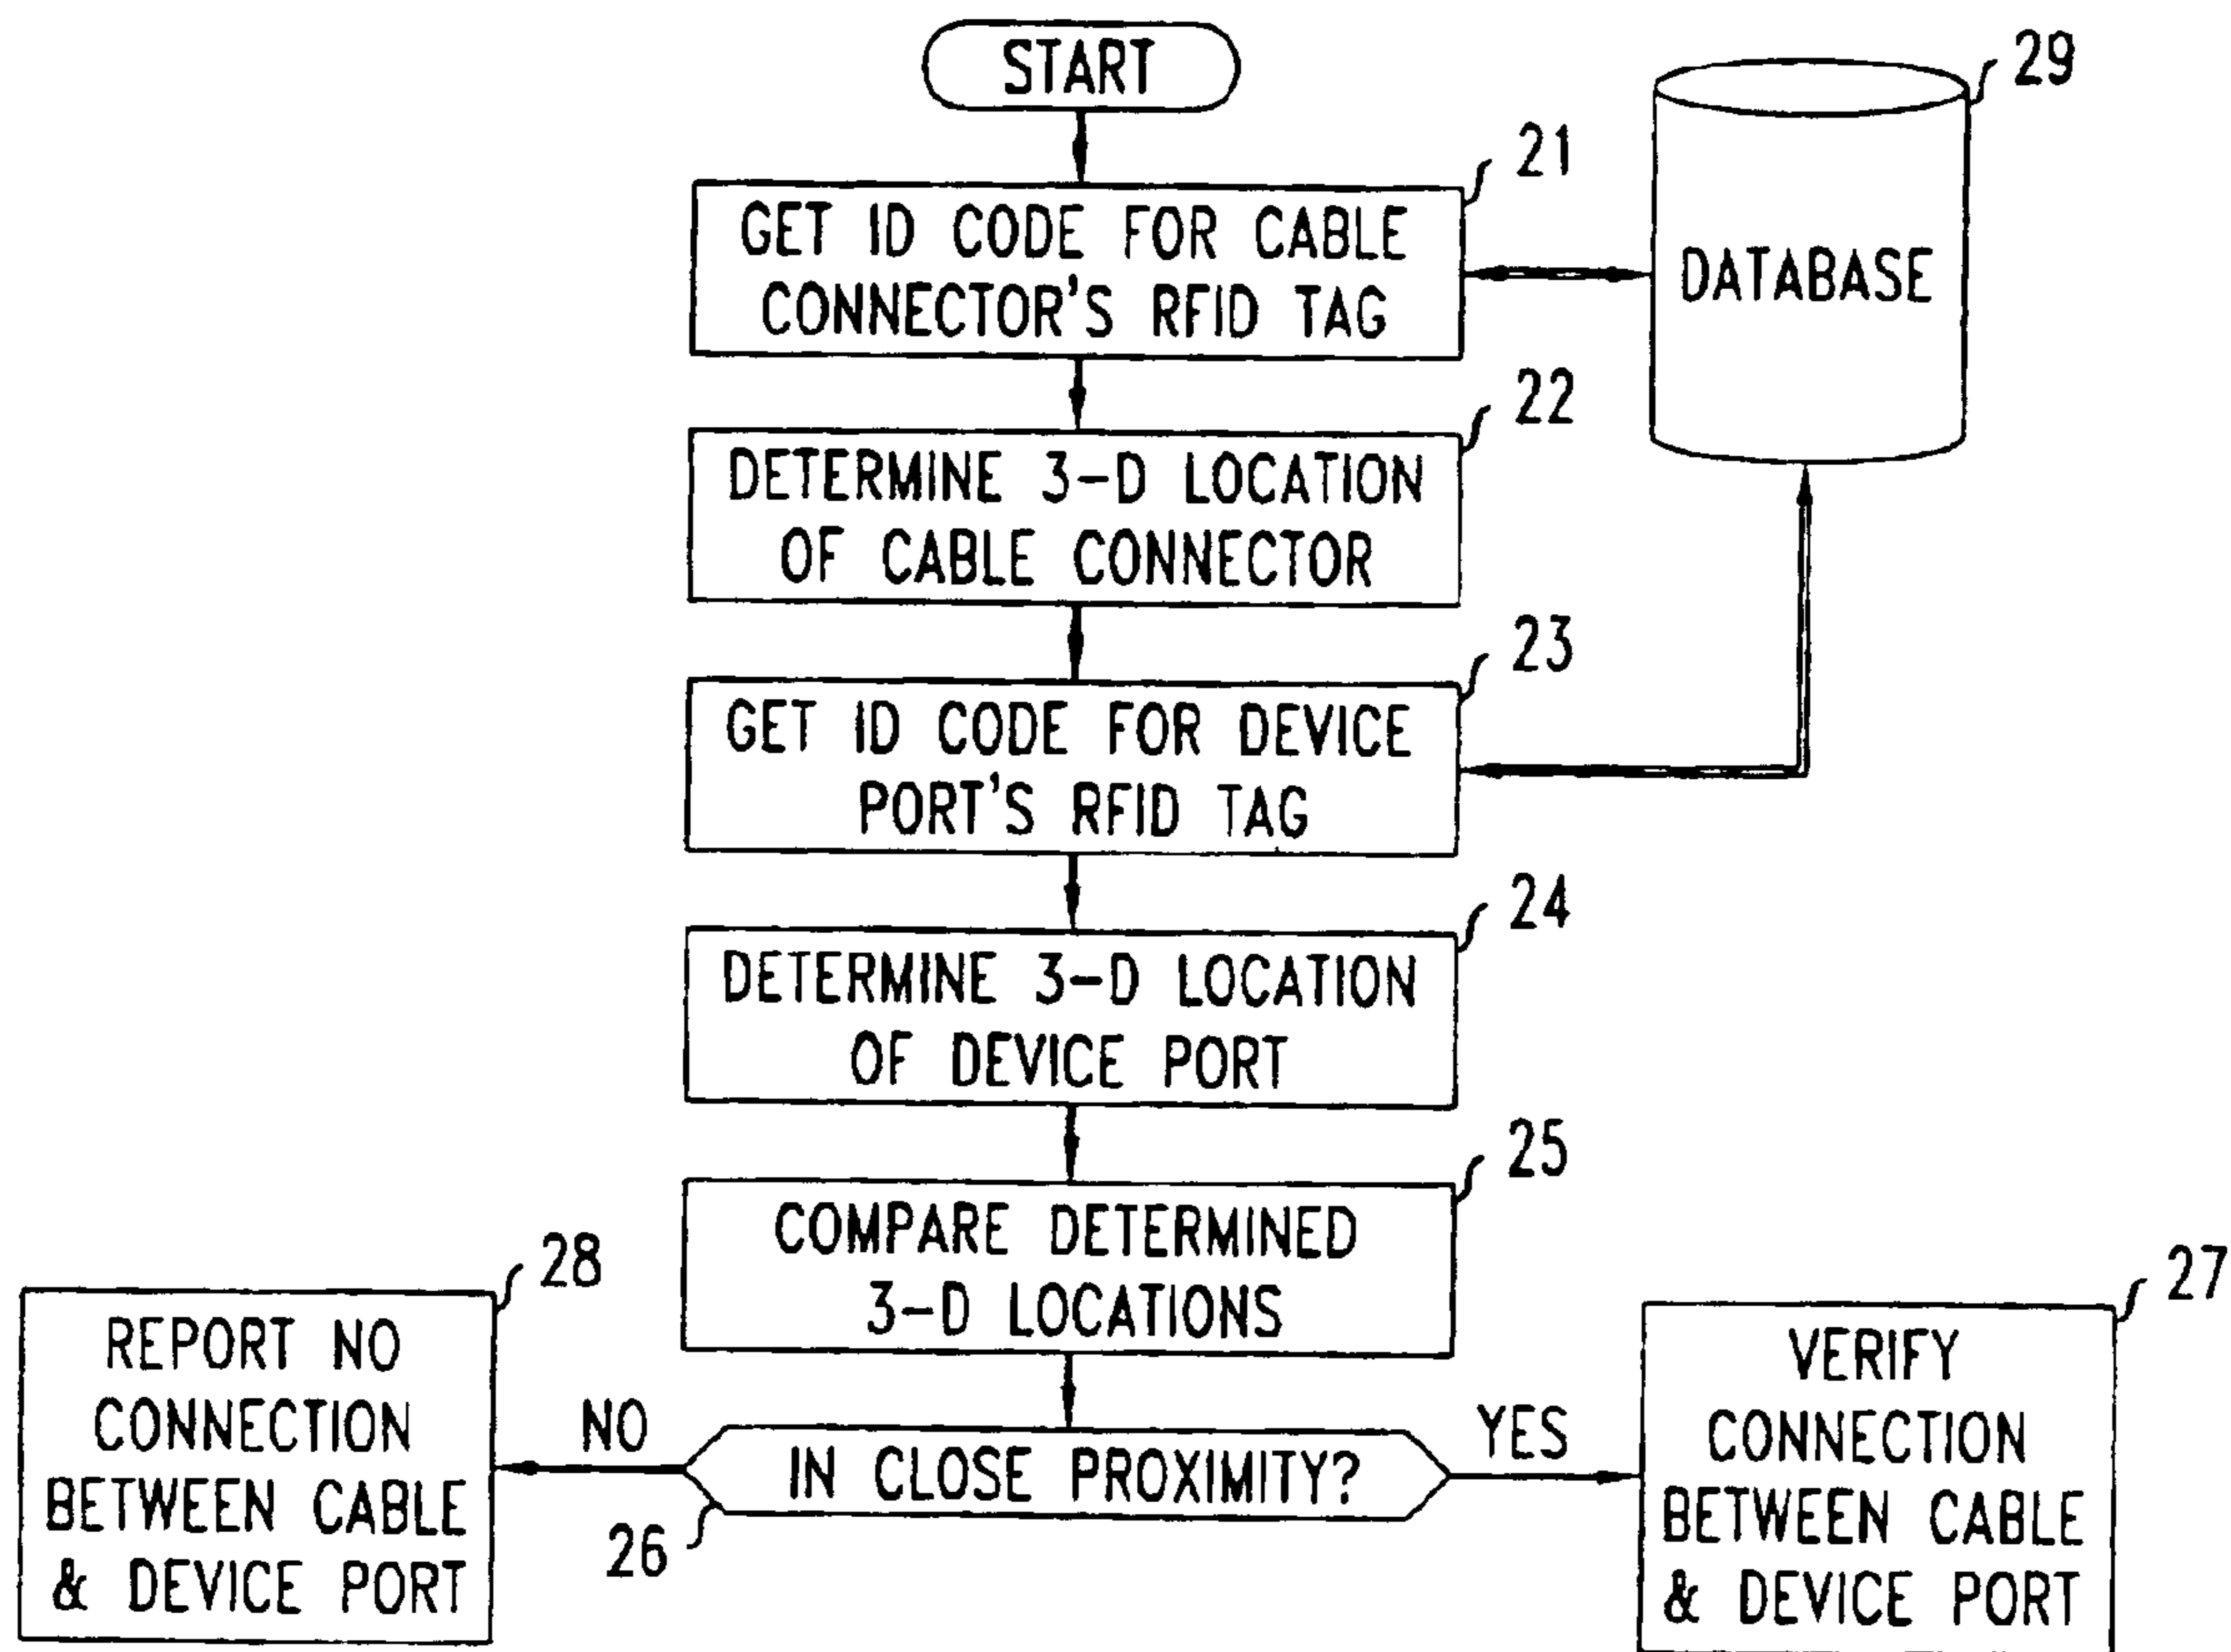 START
29
21
GET ID CODE FOR CABLE
CONNECTOR'S RFID TAG
DATABASE
22
DETERMINE 3-D LOCATION
OF CABLE CONNECTOR
23
GET ID CODE FOR DEVICE
PORT'S RFID TAG
24
DETERMINE 3-D LOCATION
OF DEVICE PORT
25
COMPARE DETERMINED
3-D LOCATIONS
28
REPORT NO
CONNECTION
BETWEEN CABLE
& DEVICE PORT
NO
IN CLOSE PROXIMITY?
26
YES
27
VERIFY
CONNECTION
BETWEEN CABLE
& DEVICE PORT